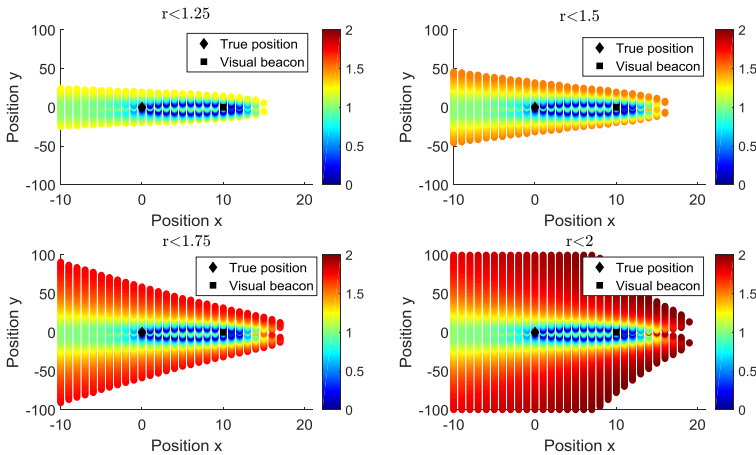 r<1.25
r<1.5
100
50
0
-50
-100
Position y
True position
Visual beacon
2
1.5
1
0.5
0
-10
0
10
20
Position x
100
50
0
-50
-100
Position y
True position
Visual beacon
2
1.5
1
0.5
0
-10
0
10
20
Position x
r<1.75
r<2
100
50
0
-50
-100
Position y
True position
Visual beacon
2
1.5
1
0.5
0
-10
0
10
20
Position x
100
50
0
-50
-100
Position y
True position
Visual beacon
2
1.5
1
0.5
0
-10
0
10
20
Position x